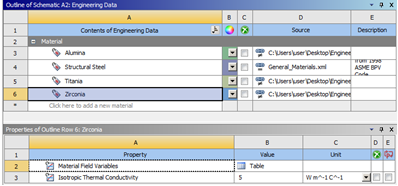 Outline of Schematic A2: Engineering Data
A B C D E
1 Contents of Engineering Data Source Description
2 Material
3 Alumina C:\Users\user\Desktop\Enginee
4 Structural Steel General_Materials.xml from 1998 ASME BPV Code
5 Titania C:\Users\user\Desktop\Enginee
6 Zirconia C:\Users\user\Desktop\Enginee
* Click here to add a new material
Properties of Outline Row 6: Zirconia
A B C D E
1 Property Value Unit
2 Material Field Variables Table
3 Isotropic Thermal Conductivity 5 W m^-1 C^-1